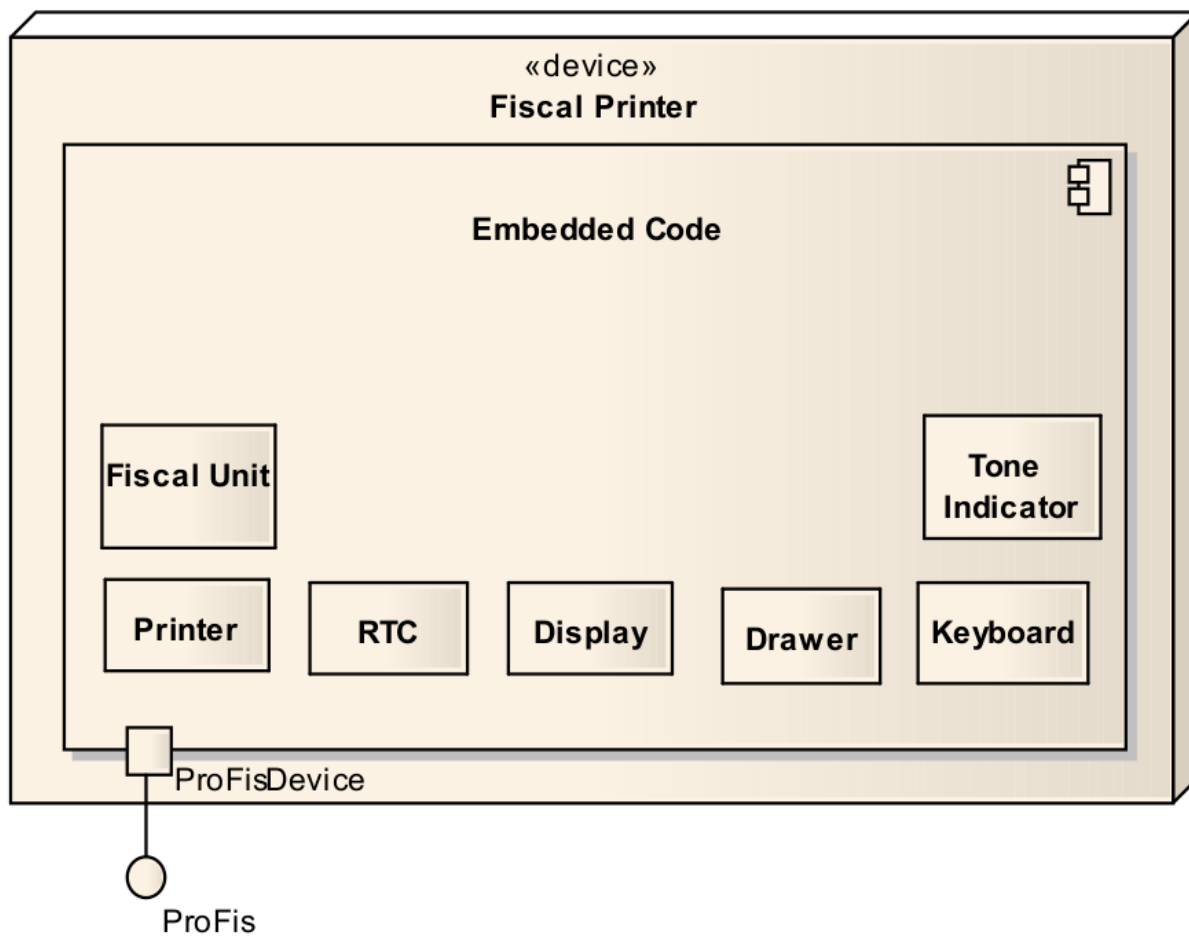 «device»
Fiscal Printer
Embedded Code
Fiscal Unit
Tone
Indicator
Printer
RTC
Display
Drawer
Keyboard
ProFisDevice
ProFis